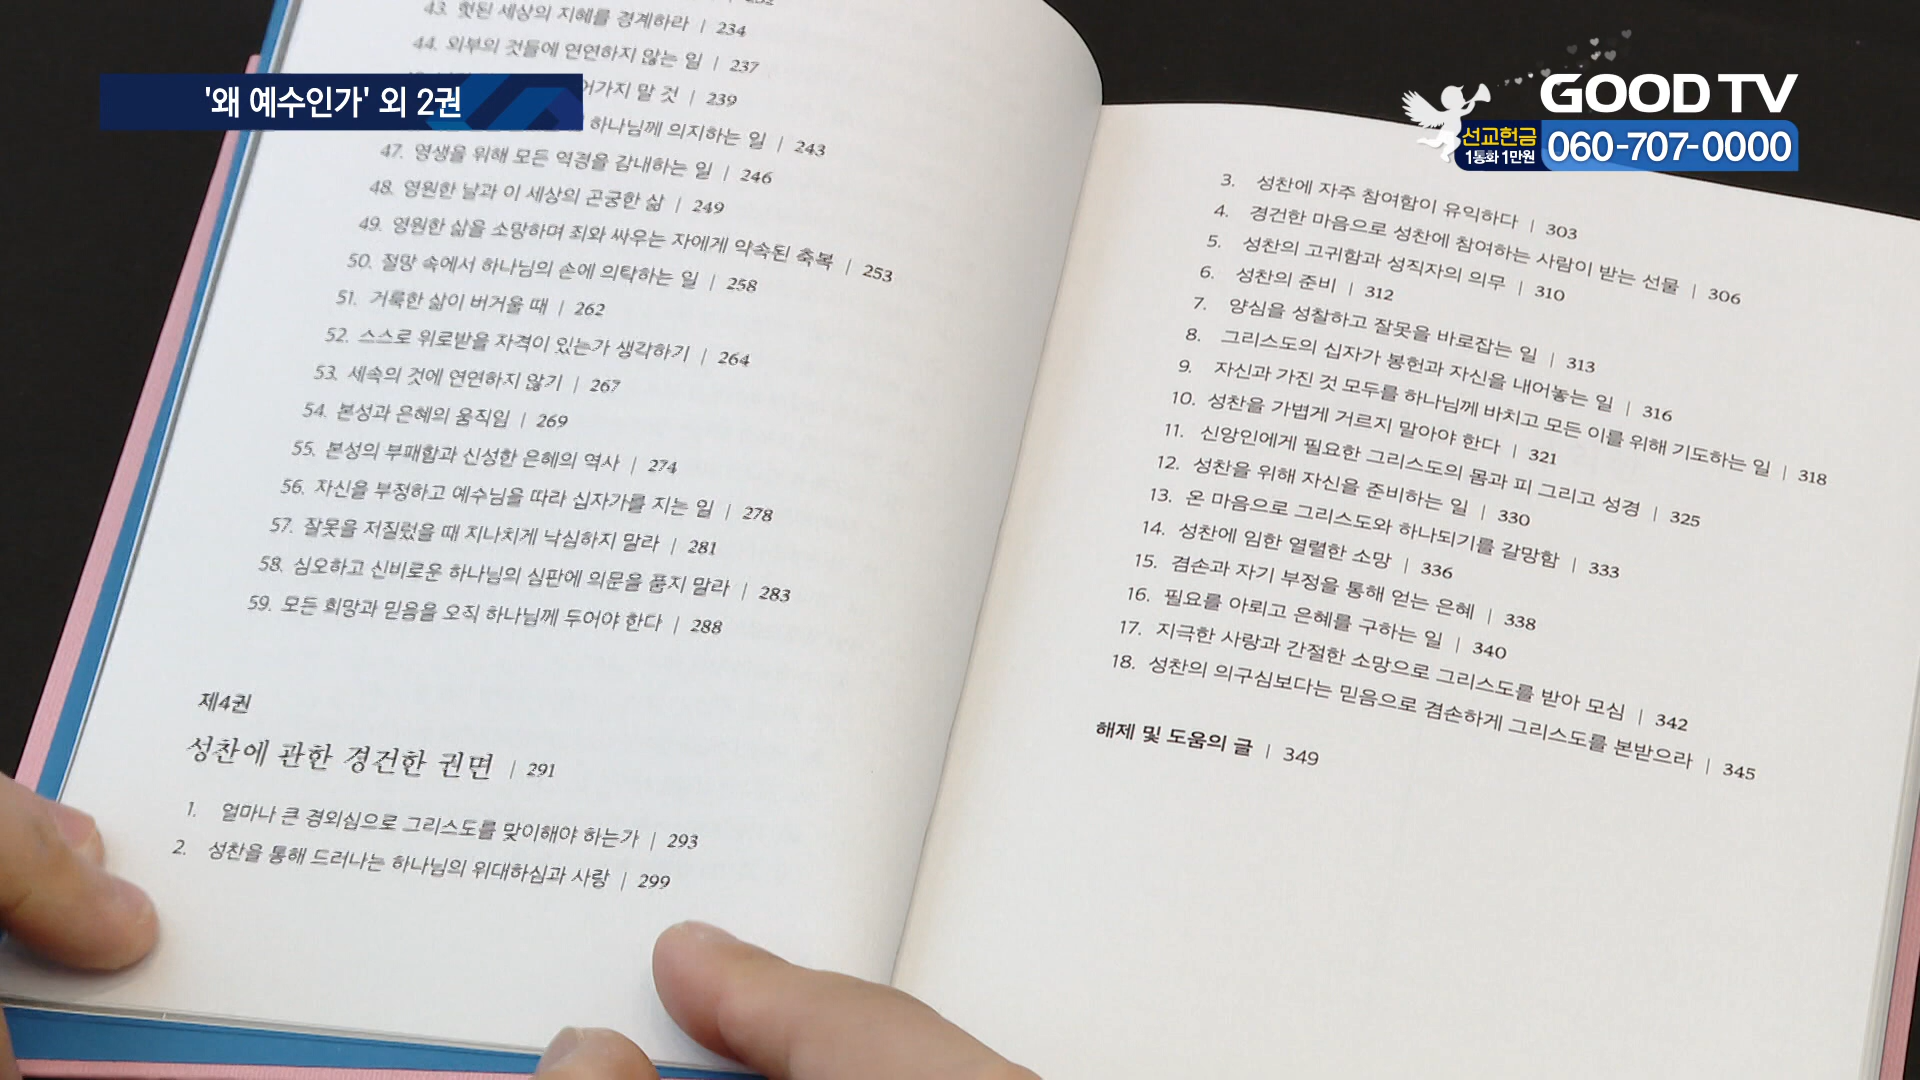 '왜 예수인가' 외 2권
GOODTV
선교헌금
1통화 1만원
060-707-0000
43. 헛된 세상의 지혜를 경계하라 | 234
44. 외부의 것들에 연연하지 않는 일 | 237
어가지 말 것 | 239
하나님께 의지하는 일 | 243
47. 영생을 위해 모든 역경을 감내하는 일 | 246
48. 영원한 날과 이 세상의 곤궁한 삶 | 249
49. 영원한 삶을 소망하며 죄와 싸우는 자에게 약속된 축복 | 253
50. 절망 속에서 하나님의 손에 의탁하는 일 | 258
51. 거룩한 삶이 버거울 때 | 262
52. 스스로 위로받을 자격이 있는가 생각하기 | 264
53. 세속의 것에 연연하지 않기 | 267
54. 본성과 은혜의 움직임 | 269
55. 본성의 부패함과 신성한 은혜의 역사 | 274
56. 자신을 부정하고 예수님을 따라 십자가를 지는 일 | 278
57. 잘못을 저질렀을 때 지나치게 낙심하지 말라 | 281
58. 심오하고 신비로운 하나님의 심판에 의문을 품지 말라 | 283
59. 모든 희망과 믿음을 오직 하나님께 두어야 한다 | 288
제4권
성찬에 관한 경건한 권면 | 291
1. 얼마나 큰 경외심으로 그리스도를 맞이해야 하는가 | 293
2. 성찬을 통해 드러나는 하나님의 위대하심과 사랑 | 299
3. 성찬에 자주 참여함이 유익하다 | 303
4. 경건한 마음으로 성찬에 참여하는 사람이 받는 선물 | 306
5. 성찬의 고귀함과 성직자의 의무 | 310
6. 성찬의 준비 | 312
7. 양심을 성찰하고 잘못을 바로잡는 일 | 313
8. 그리스도의 십자가 봉헌과 자신을 내어놓는 일 | 316
9. 자신과 가진 것 모두를 하나님께 바치고 모든 이를 위해 기도하는 일 | 318
10. 성찬을 가볍게 거르지 말아야 한다 | 321
11. 신앙인에게 필요한 그리스도의 몸과 피 그리고 성경 | 325
12. 성찬을 위해 자신을 준비하는 일 | 330
13. 온 마음으로 그리스도와 하나되기를 갈망함 | 333
14. 성찬에 임한 열렬한 소망 | 336
15. 겸손과 자기 부정을 통해 얻는 은혜 | 338
16. 필요를 아뢰고 은혜를 구하는 일 | 340
17. 지극한 사랑과 간절한 소망으로 그리스도를 받아 모심 | 342
18. 성찬의 의구심보다는 믿음으로 겸손하게 그리스도를 본받으라 | 345
해제 및 도움의 글 | 349